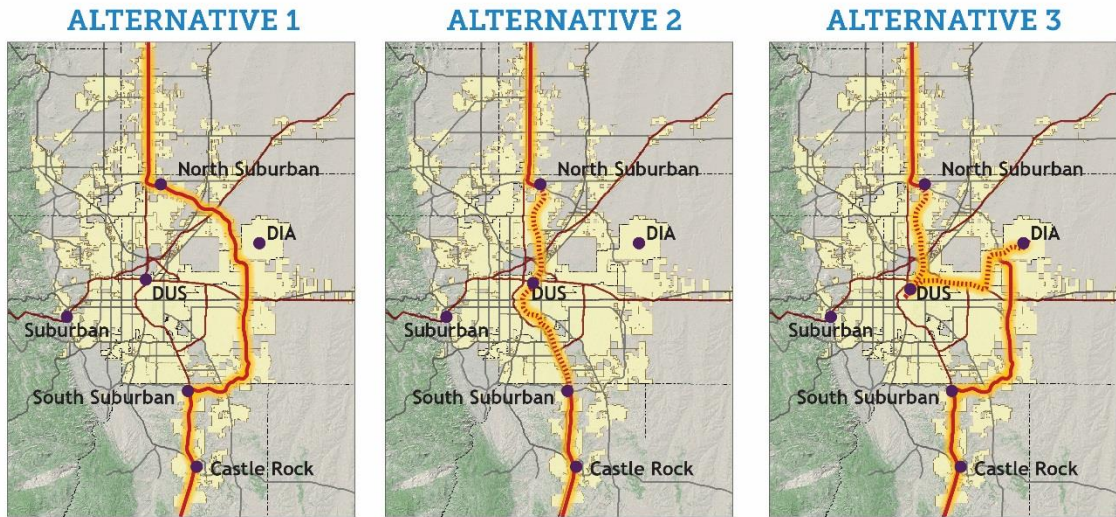 ALTERNATIVE 1
North Suburban
DIA
DUS
Suburban
South Suburban
Castle Rock
ALTERNATIVE 2
North Suburban
DIA
DUS
Suburban
South Suburban
Castle Rock
ALTERNATIVE 3
North Suburban
DIA
DUS
Suburban
South Suburban
Castle Rock